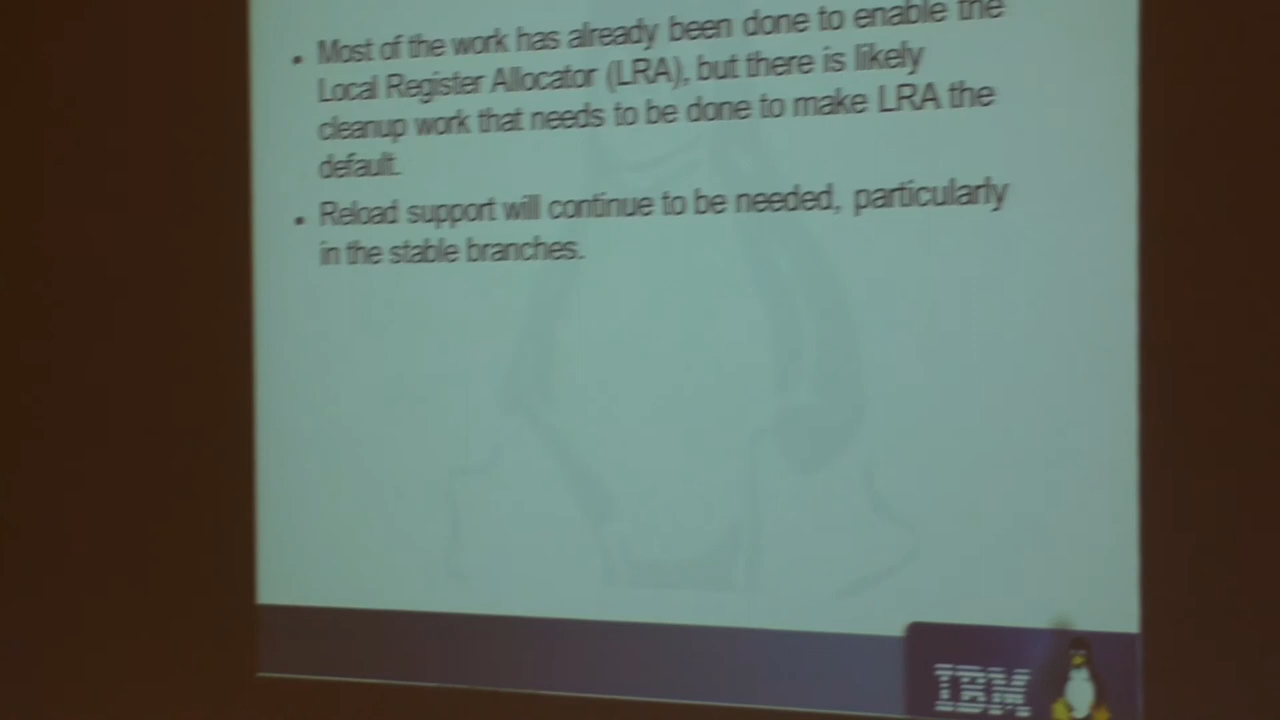 • Most of the work has already been done to enable the
Local Register Allocator (LRA), but there is likely
cleanup work that needs to be done to make LRA the
default.
• Reload support will continue to be needed, particularly
in the stable branches.
IBM